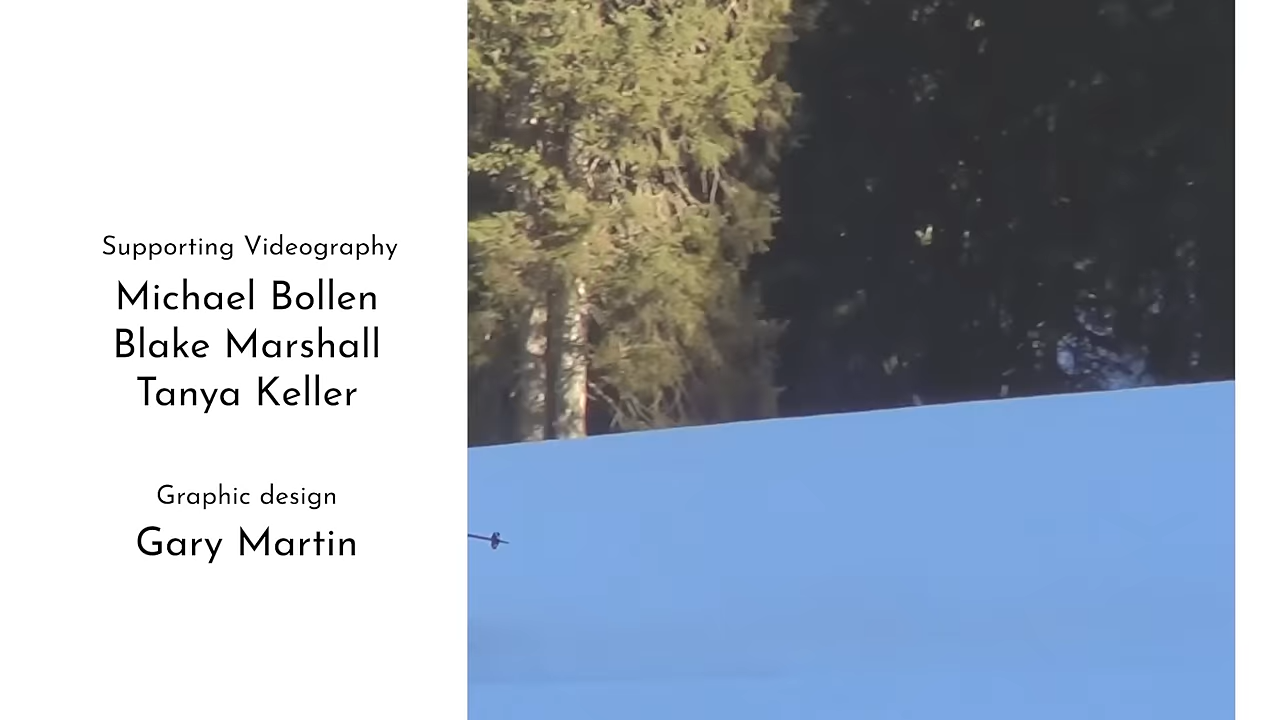 Supporting Videography
Michael Bollen
Blake Marshall
Tanya Keller
Graphic design
Gary Martin